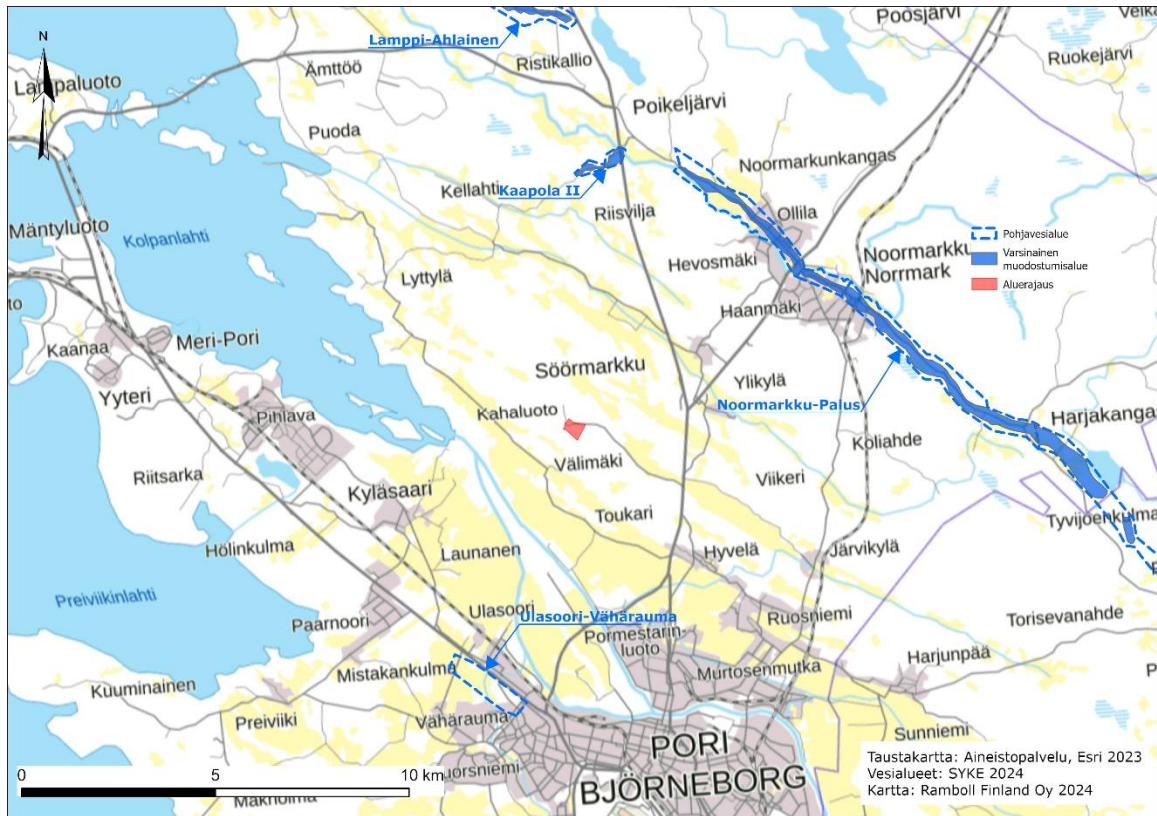 Lamppi-Ahlainen
Poosjärvi
Ruokejärvi
N
Ristikallio
Ämttöö
Lampaluoto
Poikeljärvi
Puoda
Noormarkunkangas
Kellahti
Kaapola II
Riisvilja
Ollila
Mäntyluoto
Kolpanlahti
Pohjavesialue
Varsinainen
muodostumisalue
Aluerajaus
Hevosmäki
Noormarkku
Norrmark
Lyttylä
Haanmäki
Kaanaa
Meri-Pori
Söörmarkku
Ylikylä
Yyteri
Noormarkku-Palus
Pihlava
Kahaluoto
Harjakangas
Koliahde
Välimäki
Riitsarka
Viikeri
Kyläsaari
Toukari
Tyvijoenkulma
Hölinkulma
Launanen
Hyvelä
Järvikylä
Preiviikinlahti
Ulasoori
Ulasoori-Vähärauma
Paarnoori
Pormestarin-
luoto
Ruosniemi
Torisevanahde
Mistakankulma
Murtosenmutka
Harjunpää
Kuuminainen
Preiviiki
Vähärauma
Sunniemi
PORI
BJÖRNEBORG
0 5 10 km
Taustakartta: Aineistopalvelu, Esri 2023
Vesialueet: SYKE 2024
Kartta: Ramboll Finland Oy 2024